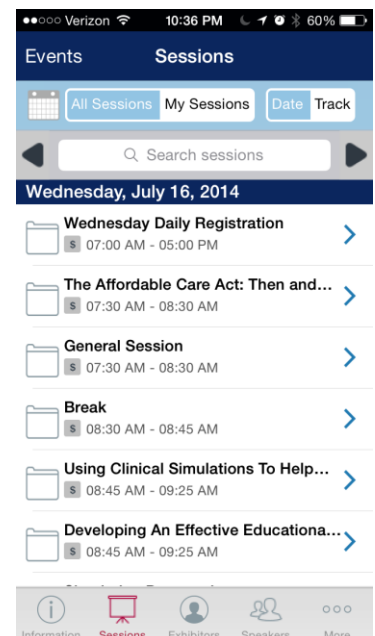 Verizon 10:36 PM 60%
Events Sessions
All Sessions My Sessions Date Track
Search sessions
Wednesday, July 16, 2014
Wednesday Daily Registration
S 07:00 AM - 05:00 PM
The Affordable Care Act: Then and...
S 07:30 AM - 08:30 AM
General Session
S 07:30 AM - 08:30 AM
Break
S 08:30 AM - 08:45 AM
Using Clinical Simulations To Help...
S 08:45 AM - 09:25 AM
Developing An Effective Educationa...
S 08:45 AM - 09:25 AM
Information Sessions Exhibitors Speakers More